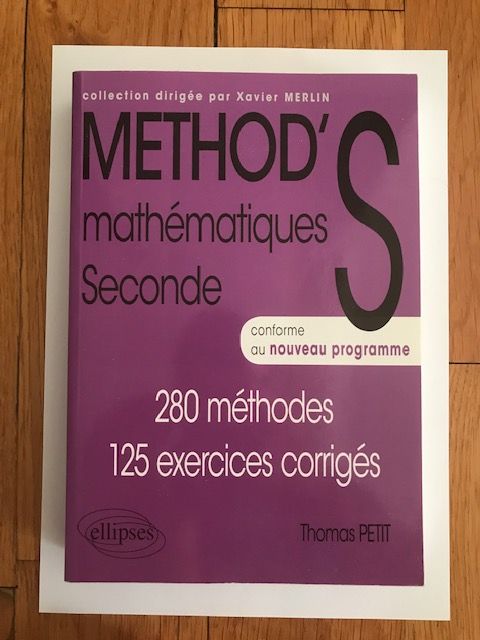 collection dirigée par Xavier MERLIN
METHOD'S
mathématiques
Seconde
conforme
au nouveau programme
280 méthodes
125 exercices corrigés
ellipses
Thomas PETIT